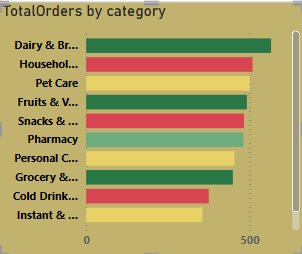 TotalOrders by category
Dairy & Br...
Househol...
Pet Care
Fruits & V...
Snacks & ...
Pharmacy
Personal C...
Grocery &...
Cold Drink...
Instant & ...
0 500